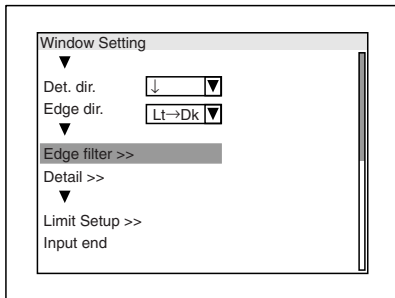 Window Setting
▼
Det. dir. ↓ ▼
Edge dir. Lt→Dk ▼
▼
Edge filter >>
Detail >>
▼
Limit Setup >>
Input end